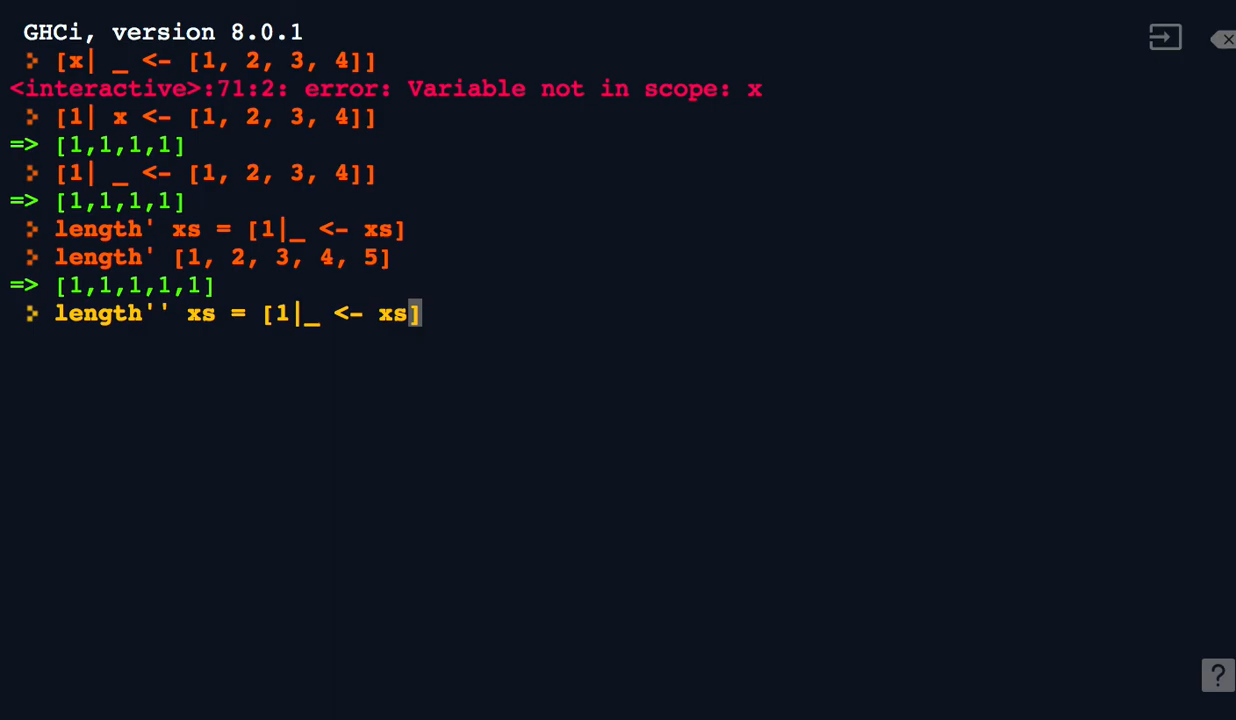 GHCi, version 8.0.1
[x| _ <- [1, 2, 3, 4]]
<interactive>:71:2: error: Variable not in scope: x
[1| x <- [1, 2, 3, 4]]
=> [1,1,1,1]
[1| _ <- [1, 2, 3, 4]]
=> [1,1,1,1]
length' xs = [1|_ <- xs]
length' [1, 2, 3, 4, 5]
=> [1,1,1,1,1]
length'' xs = [1|_ <- xs]
?